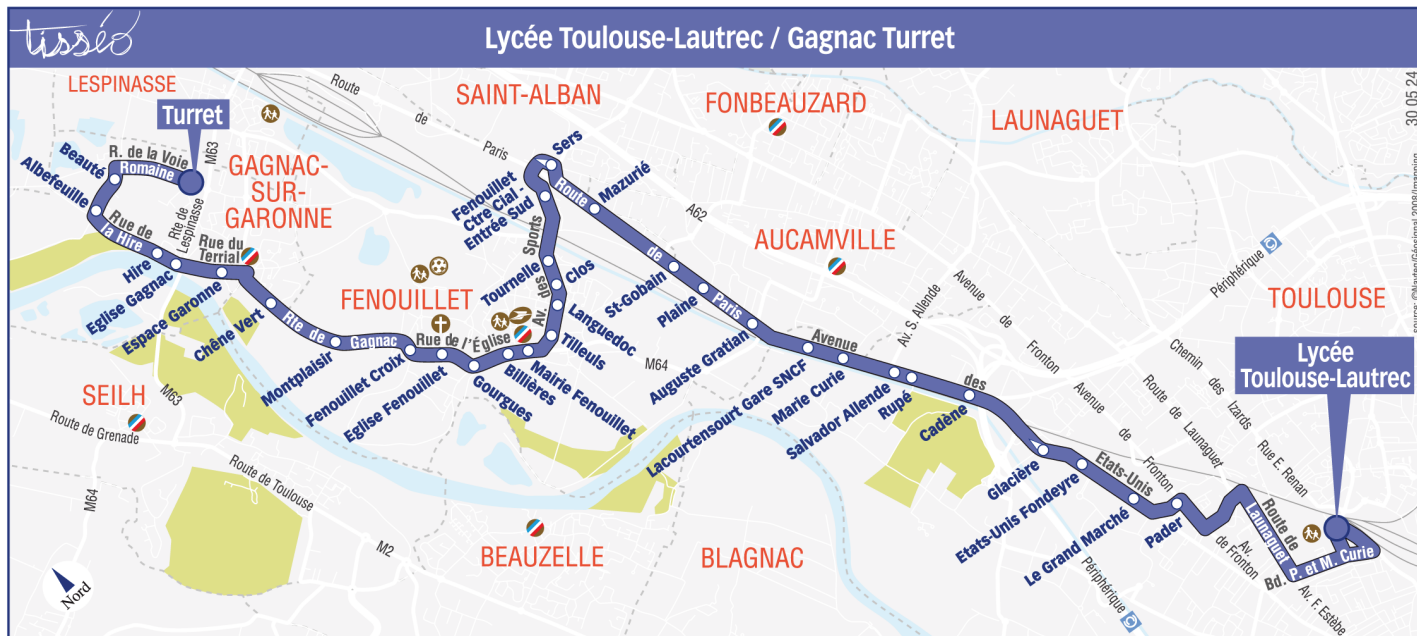 tisséo
Lycée Toulouse-Lautrec / Gagnac Turret
30 05 24
LESPINASSE
Route
de
Paris
SAINT-ALBAN
FONBEAUZARD
LAUNAGUET
Turret
M63
R. de la Voie
Romaine
Beauté
Albefeuille
GAGNAC-
SUR-
GARONNE
Rte de
Lespinasse
Rue de
la Hire
Rue du
Terrial
Hire
Eglise Gagnac
Espace Garonne
Chêne Vert
Rte de
Gagnac
Montplaisir
Fenouillet Croix
FENOUILLET
Rue de l'Église
Eglise Fenouillet
Gourgues
Billières
Mairie Fenouillet
Tilleuls
Languedoc
Clos
Tournelle
Av.
des
Sports
Fenouillet
Ctre Cial -
Entrée Sud
Sers
Route
de
Paris
Mazurié
A62
AUCAMVILLE
St-Gobain
Plaine
Auguste Gratian
M64
Avenue
des
Etats-Unis
Lacourtensourt Gare SNCF
Marie Curie
Salvador Allende
Rupé
Cadène
Av. S. Allende
Avenue
de
Fronton
Périphérique
TOULOUSE
Glacière
Etats-Unis Fondeyre
Le Grand Marché
Pader
Avenue
de
Fronton
Route
de
Launaguet
Chemin
des
Izards
Rue E. Renan
Lycée
Toulouse-Lautrec
Route de
Launaguet
Av.
de Fronton
Bd.
P. et M. Curie
Av. F. Estèbe
Périphérique
SEILH
M63
Route de Grenade
M64
Route de Toulouse
M2
BEAUZELLE
BLAGNAC
Nord